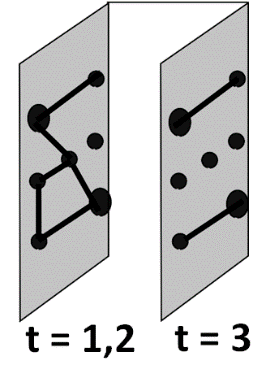 t = 1,2 t = 3